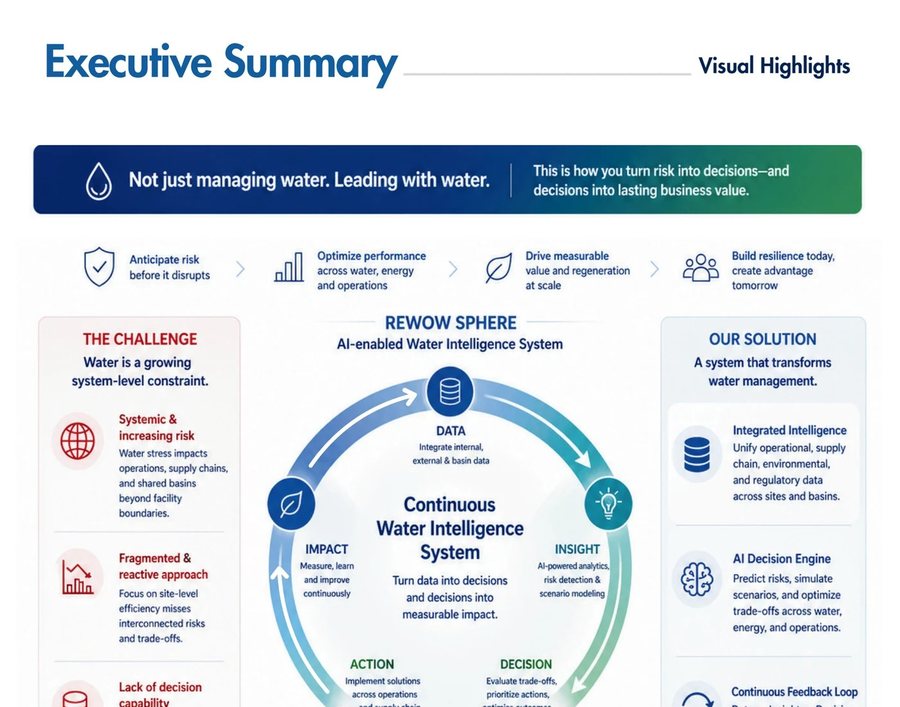 Executive Summary
Visual Highlights
Not just managing water. Leading with water.
This is how you turn risk into decisions—and
decisions into lasting business value.
Anticipate risk
before it disrupts
Optimize performance
across water, energy
and operations
Drive measurable
value and regeneration
at scale
Build resilience today,
create advantage
tomorrow
THE CHALLENGE
Water is a growing
system-level constraint.
Systemic &
increasing risk
Water stress impacts
operations, supply chains,
and shared basins
beyond facility
boundaries.
Fragmented &
reactive approach
Focus on site-level
efficiency misses
interconnected risks
and trade-offs.
Lack of decision
capability
REWOW SPHERE
AI-enabled Water Intelligence System
DATA
Integrate internal,
external & basin data
Continuous
Water Intelligence
System
Turn data into decisions
and decisions into
measurable impact.
IMPACT
Measure, learn
and improve
continuously
INSIGHT
AI-powered analytics,
risk detection &
scenario modeling
ACTION
Implement solutions
across operations
DECISION
Evaluate trade-offs,
prioritize actions,
OUR SOLUTION
A system that transforms
water management.
Integrated Intelligence
Unify operational, supply
chain, environmental,
and regulatory data
across sites and basins.
AI Decision Engine
Predict risks, simulate
scenarios, and optimize
trade-offs across water,
energy, and operations.
Continuous Feedback Loop